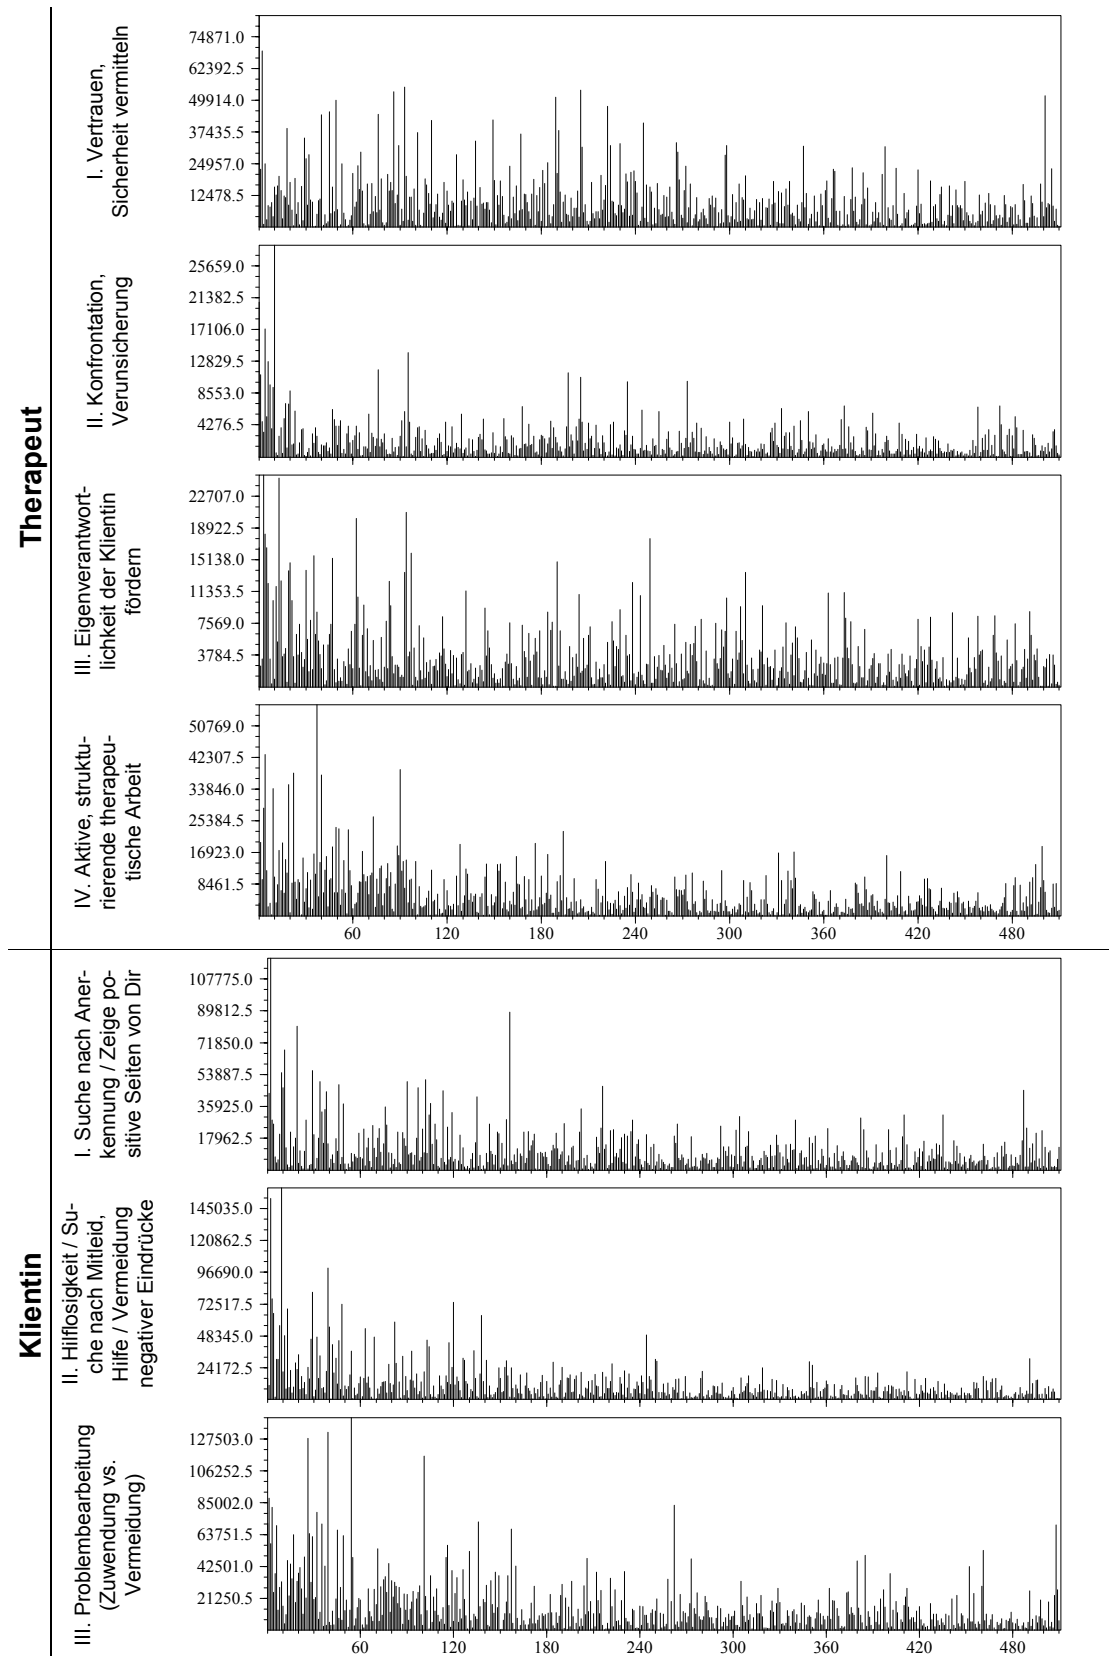 Therapeut
I. Vertrauen,
Sicherheit vermitteln
74871.0
62392.5
49914.0
37435.5
24957.0
12478.5
II. Konfrontation,
Verunsicherung
25659.0
21382.5
17106.0
12829.5
8553.0
4276.5
III. Eigenverantwort-
lichkeit der Klientin
fördern
22707.0
18922.5
15138.0
11353.5
7569.0
3784.5
IV. Aktive, struktu-
rierende therapeu-
tische Arbeit
50769.0
42307.5
33846.0
25384.5
16923.0
8461.5
60 120 180 240 300 360 420 480
Klientin
I. Suche nach Aner-
kennung / Zeige po-
sitive Seiten von Dir
107775.0
89812.5
71850.0
53887.5
35925.0
17962.5
II. Hilflosigkeit / Su-
che nach Mitleid,
Hilfe / Vermeidung
negativer Eindrücke
145035.0
120862.5
96690.0
72517.5
48345.0
24172.5
III. Problembearbeitung
(Zuwendung vs.
Vermeidung)
127503.0
106252.5
85002.0
63751.5
42501.0
21250.5
60 120 180 240 300 360 420 480